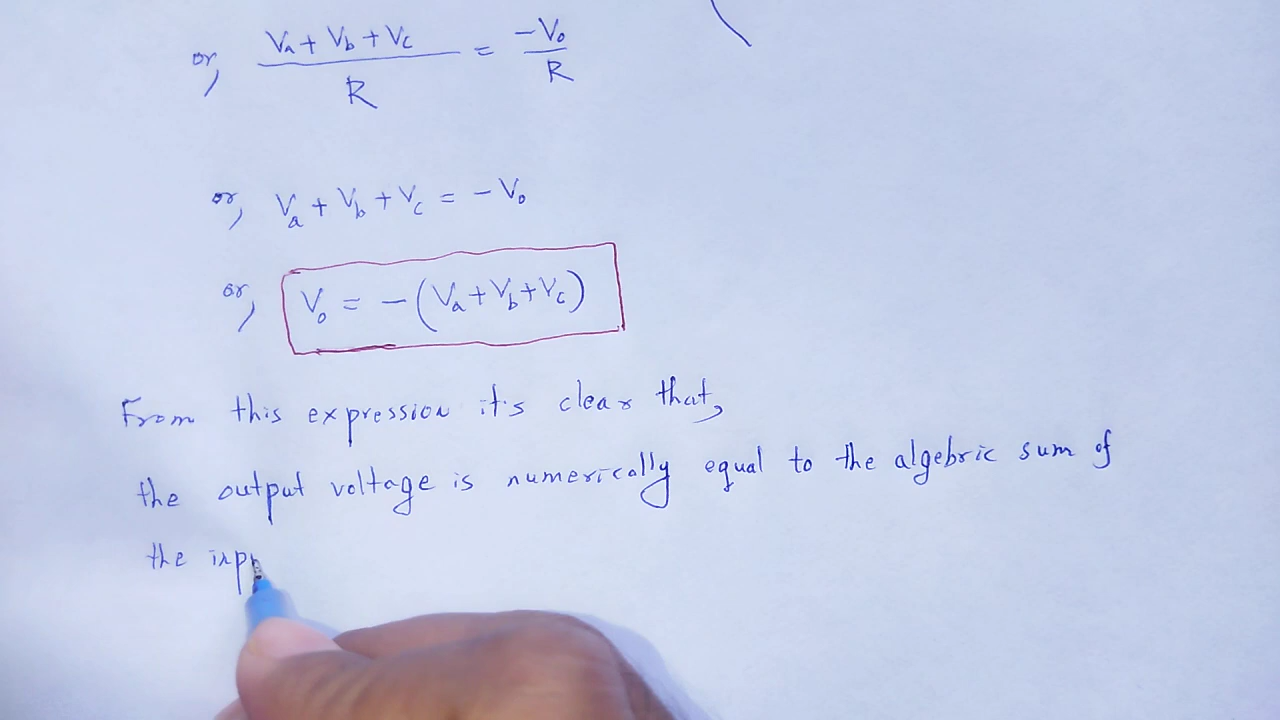 or, Va + Vb + Vc / R = -Vo / R
or, Va + Vb + Vc = - Vo
or, Vo = - (Va + Vb + Vc)
From this expression it's clear that,
the output voltage is numerically equal to the algebric sum of
the inp